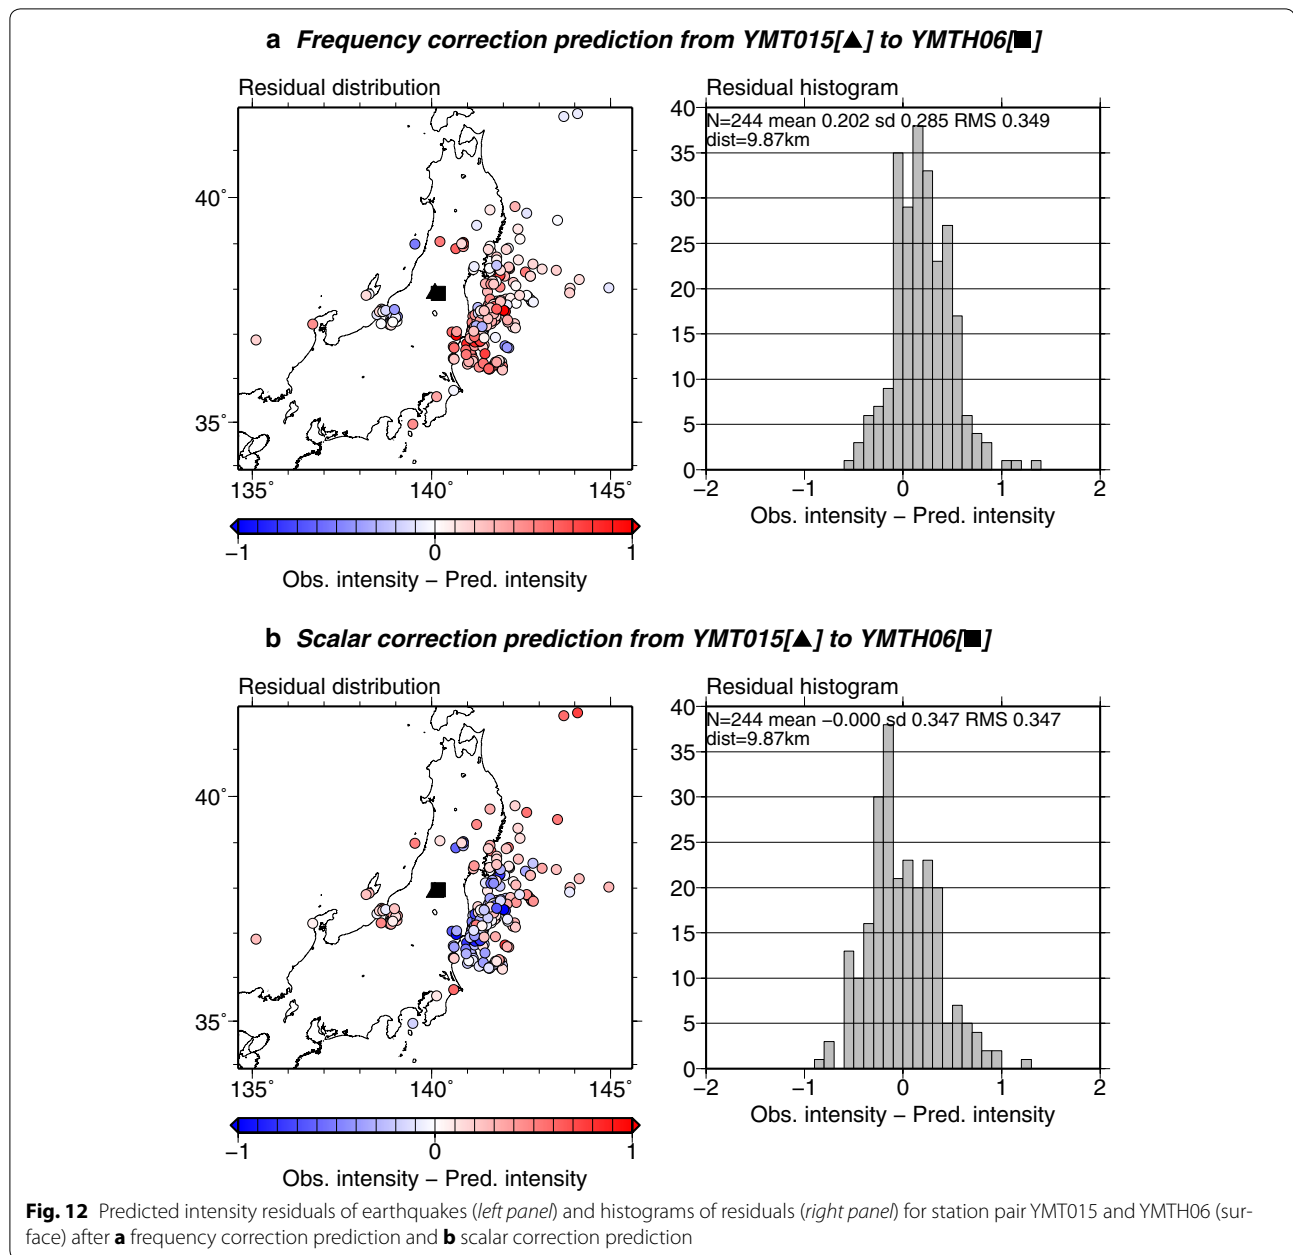 a Frequency correction prediction from YMT015[▲] to YMTH06[■]
Residual distribution
40˚
35˚
135˚ 140˚ 145˚
−1 0 1
Obs. intensity − Pred. intensity
Residual histogram
N=244 mean 0.202 sd 0.285 RMS 0.349
dist=9.87km
40
35
30
25
20
15
10
5
0
−2 −1 0 1 2
Obs. intensity − Pred. intensity
b Scalar correction prediction from YMT015[▲] to YMTH06[■]
Residual distribution
40˚
35˚
135˚ 140˚ 145˚
−1 0 1
Obs. intensity − Pred. intensity
Residual histogram
N=244 mean −0.000 sd 0.347 RMS 0.347
dist=9.87km
40
35
30
25
20
15
10
5
0
−2 −1 0 1 2
Obs. intensity − Pred. intensity
Fig. 12 Predicted intensity residuals of earthquakes (left panel) and histograms of residuals (right panel) for station pair YMT015 and YMTH06 (sur-
face) after a frequency correction prediction and b scalar correction prediction